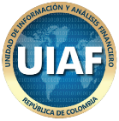 UNIDAD DE INFORMACIÓN Y ANÁLISIS FINANCIERO
UIAF
REPÚBLICA DE COLOMBIA